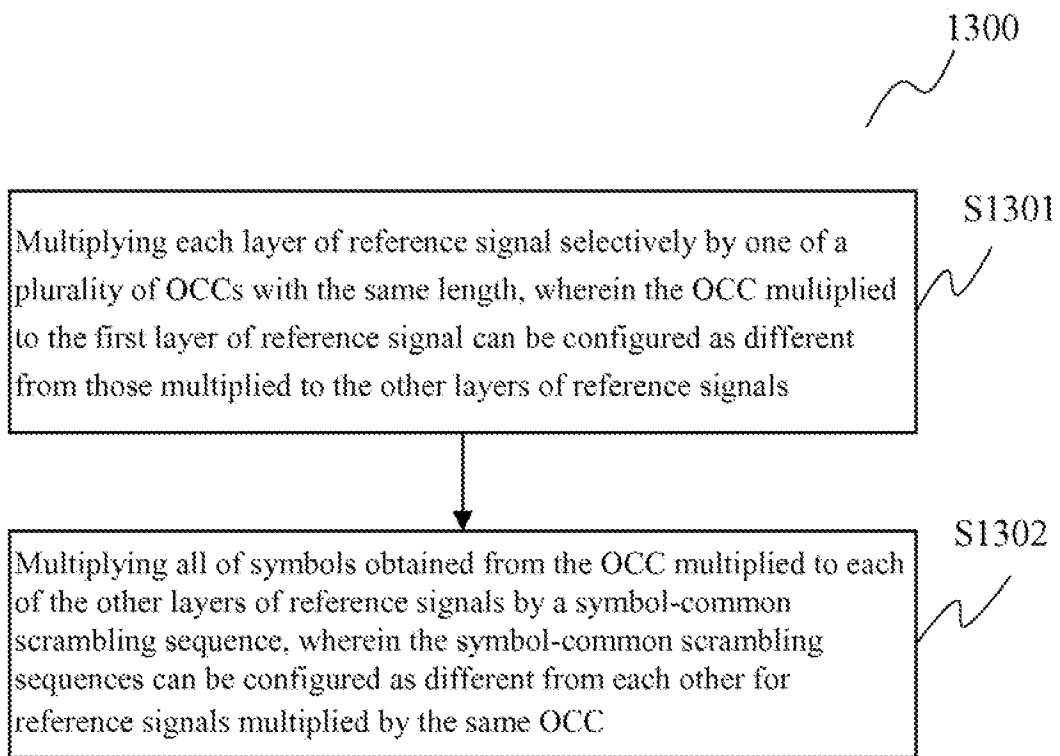 1300
S1301
Multiplying each layer of reference signal selectively by one of a
plurality of OCCs with the same length, wherein the OCC multiplied
to the first layer of reference signal can be configured as different
from those multiplied to the other layers of reference signals
S1302
Multiplying all of symbols obtained from the OCC multiplied to each
of the other layers of reference signals by a symbol-common
scrambling sequence, wherein the symbol-common scrambling
sequences can be configured as different from each other for
reference signals multiplied by the same OCC